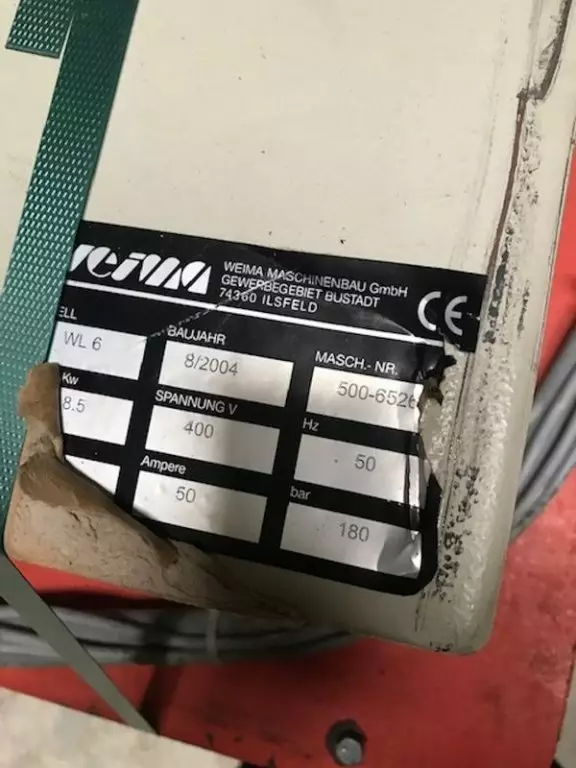 weima
WEIMA MASCHINENBAU GmbH
GEWERBEGEBIET BUSTADT
74360 ILSFELD
CE
ELL
BAUJAHR
MASCH.- NR.
WL 6
8/2004
500-6526
Kw
SPANNUNG V
Hz
8.5
400
50
Ampere
bar
50
180